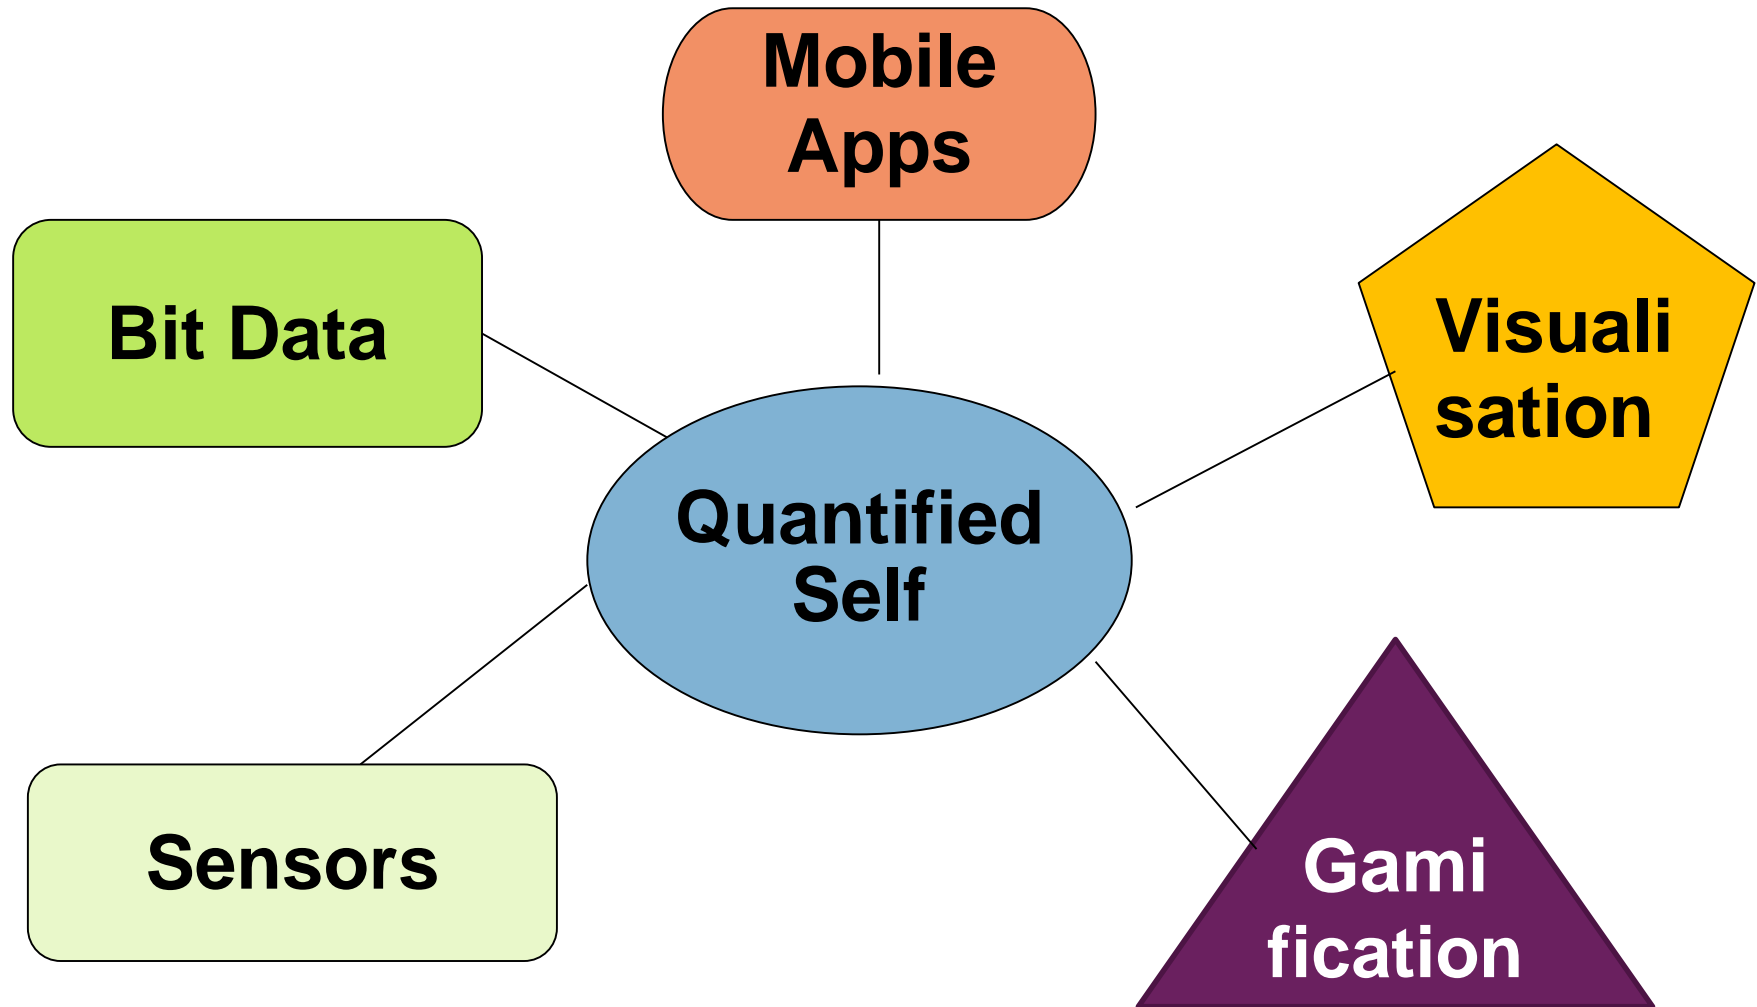 Mobile
Apps
Bit Data
Visuali
sation
Quantified
Self
Sensors
Gami
fication